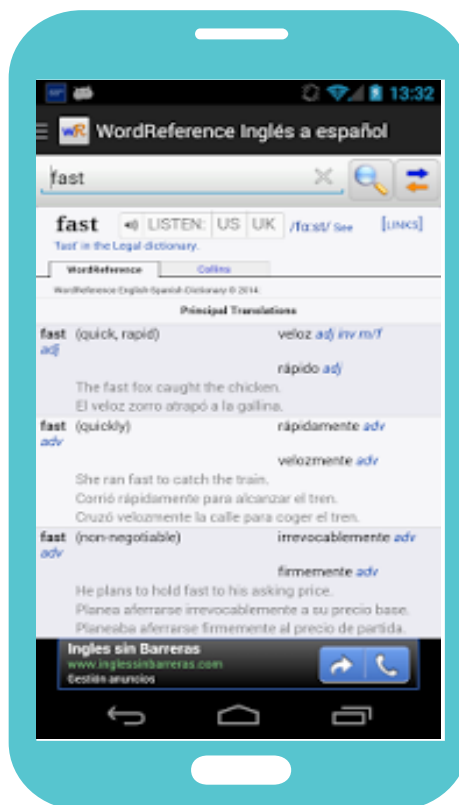 13:32
WR WordReference Inglés a español
fast
fast LISTEN: US UK /fɑːst/ See [LINKS]
'fast' in the Legal dictionary.
WordReference Collins
WordReference English-Spanish Dictionary © 2014:
Principal Translations
fast (quick, rapid) veloz adj inv m/f
adj
rápido adj
The fast fox caught the chicken.
El veloz zorro atrapó a la gallina.
fast (quickly) rápidamente adv
adv
velozmente adv
She ran fast to catch the train.
Corrió rápidamente para alcanzar el tren.
Cruzó velozmente la calle para coger el tren.
fast (non-negotiable) irrevocablemente adv
adv
firmemente adv
He plans to hold fast to his asking price.
Planea aferrarse irrevocablemente a su precio base.
Planeaba aferrarse firmemente al precio de partida.
Ingles sin Barreras
www.inglessinbarreras.com
Gestión anuncios